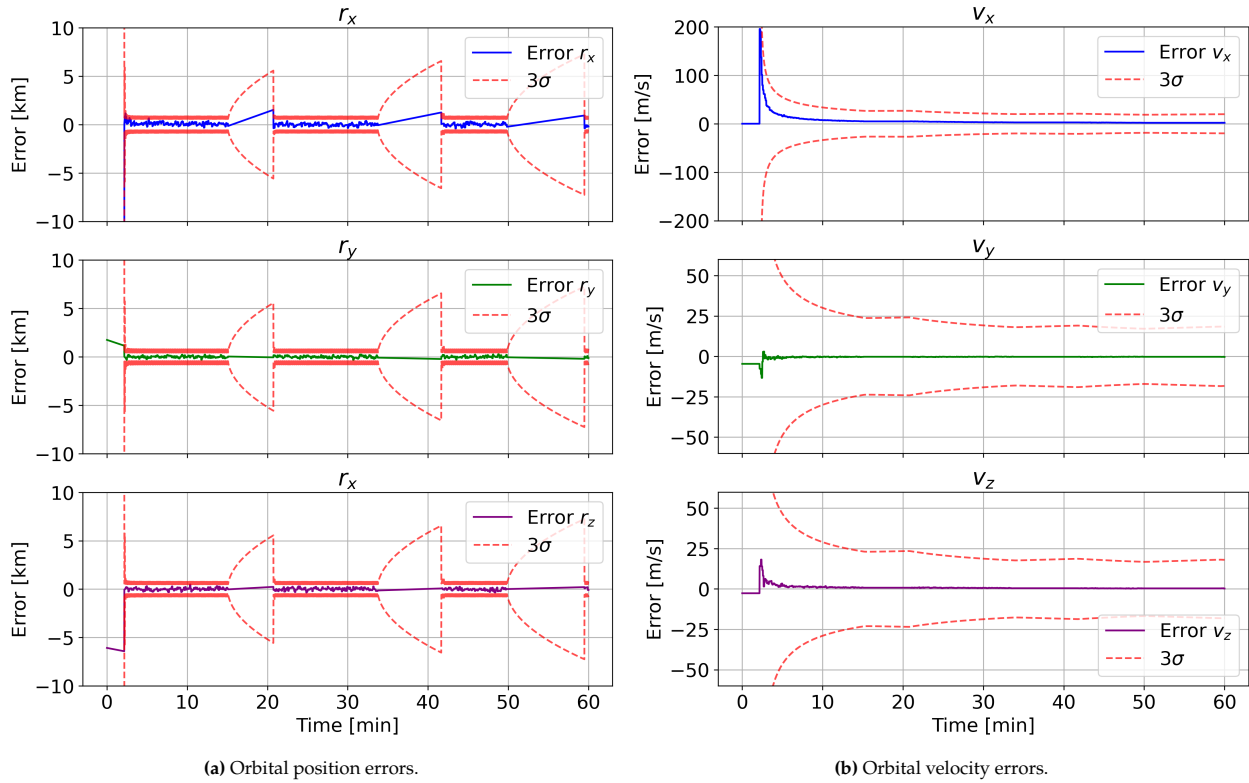 r_x
10
5
0
−5
−10
Error [km]
Error r_x
3σ
r_y
10
5
0
−5
−10
Error [km]
Error r_y
3σ
r_x
10
5
0
−5
−10
Error [km]
Error r_z
3σ
0 10 20 30 40 50 60
Time [min]
(a) Orbital position errors.
v_x
200
100
0
−100
−200
Error [m/s]
Error v_x
3σ
v_y
50
25
0
−25
−50
Error [m/s]
Error v_y
3σ
v_z
50
25
0
−25
−50
Error [m/s]
Error v_z
3σ
0 10 20 30 40 50 60
Time [min]
(b) Orbital velocity errors.